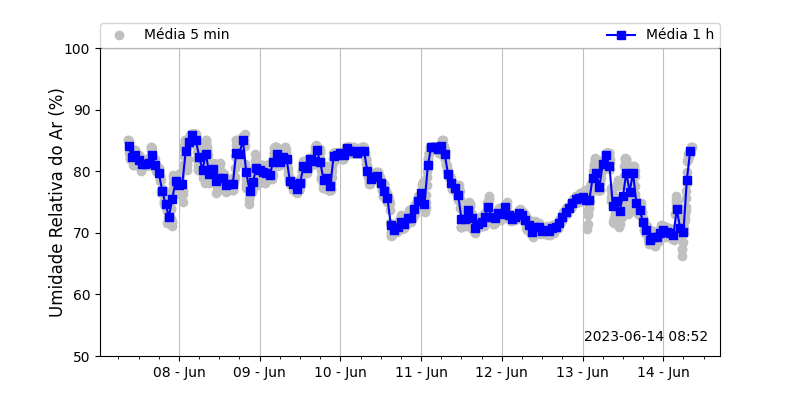 Média 5 min
Média 1 h
100
90
80
70
60
50
Umidade Relativa do Ar (%)
2023-06-14 08:52
08 - Jun
09 - Jun
10 - Jun
11 - Jun
12 - Jun
13 - Jun
14 - Jun